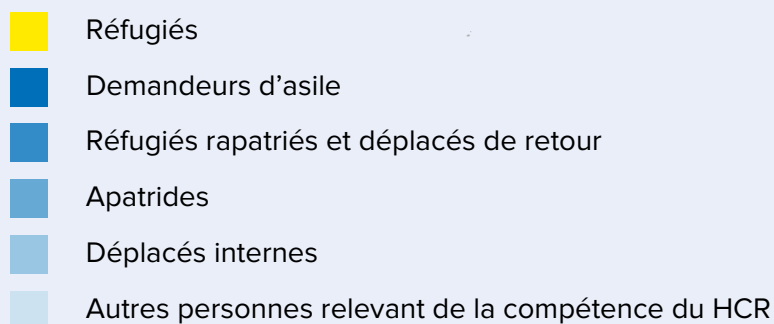 Réfugiés
Demandeurs d’asile
Réfugiés rapatriés et déplacés de retour
Apatrides
Déplacés internes
Autres personnes relevant de la compétence du HCR